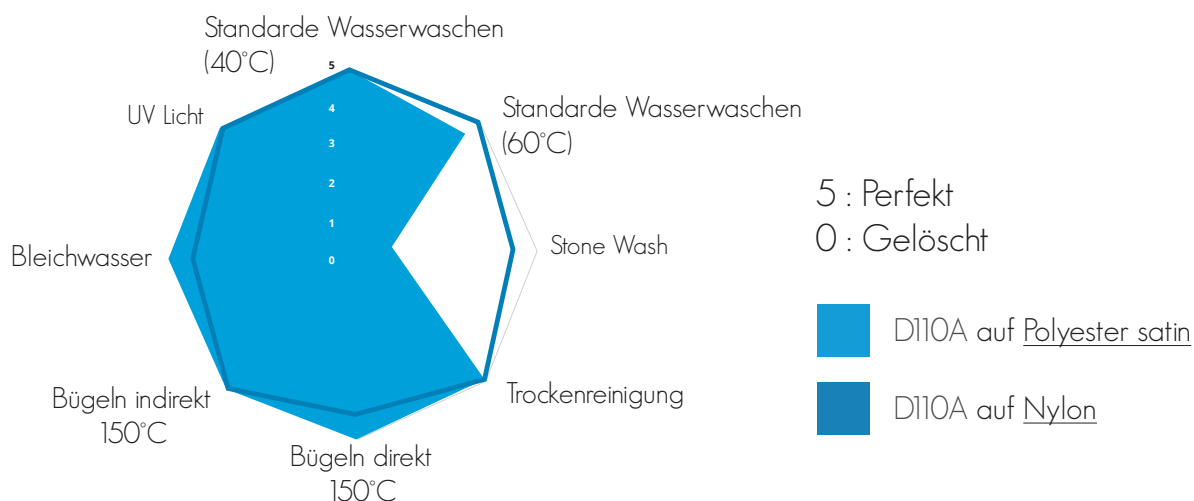 Standarde Wasserwaschen
(40°C)
5
4
3
2
1
0
Standarde Wasserwaschen
(60°C)
Stone Wash
Trockenreinigung
Bügeln direkt
150°C
Bügeln indirekt
150°C
Bleichwasser
UV Licht
5 : Perfekt
0 : Gelöscht
D110A auf Polyester satin
D110A auf Nylon